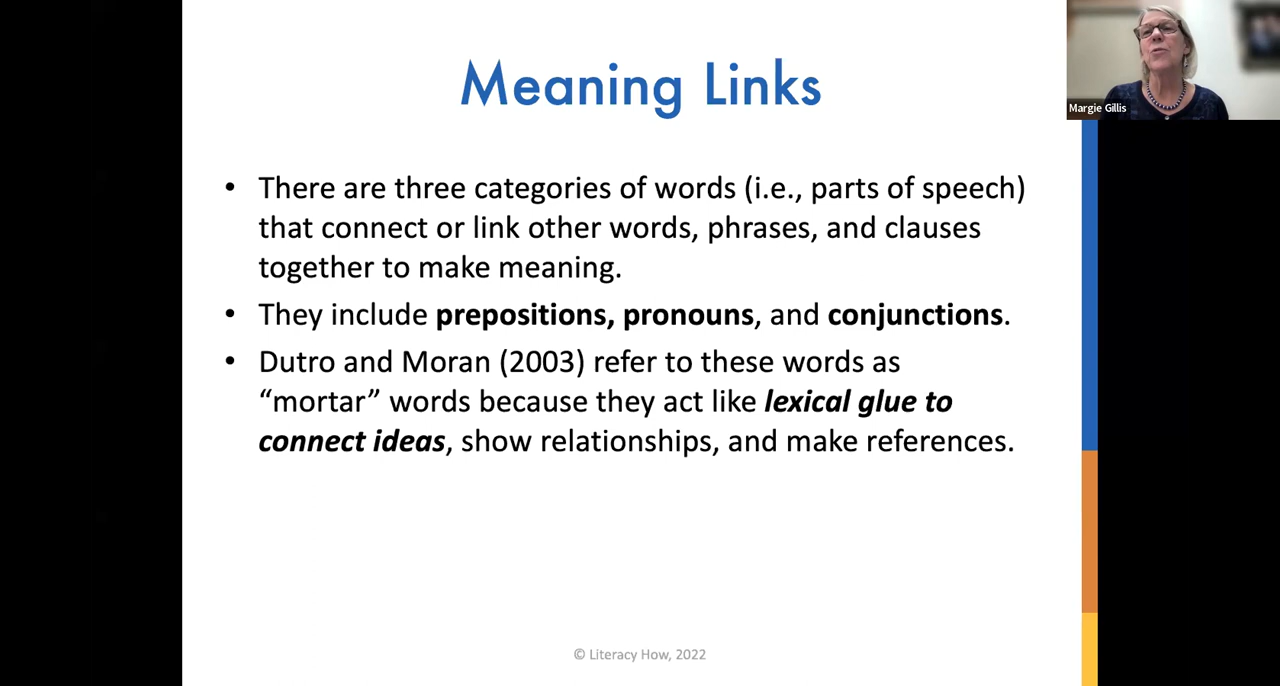 Meaning Links
Margie Gillis
• There are three categories of words (i.e., parts of speech)
that connect or link other words, phrases, and clauses
together to make meaning.
• They include prepositions, pronouns, and conjunctions.
• Dutro and Moran (2003) refer to these words as
“mortar” words because they act like lexical glue to
connect ideas, show relationships, and make references.
© Literacy How, 2022